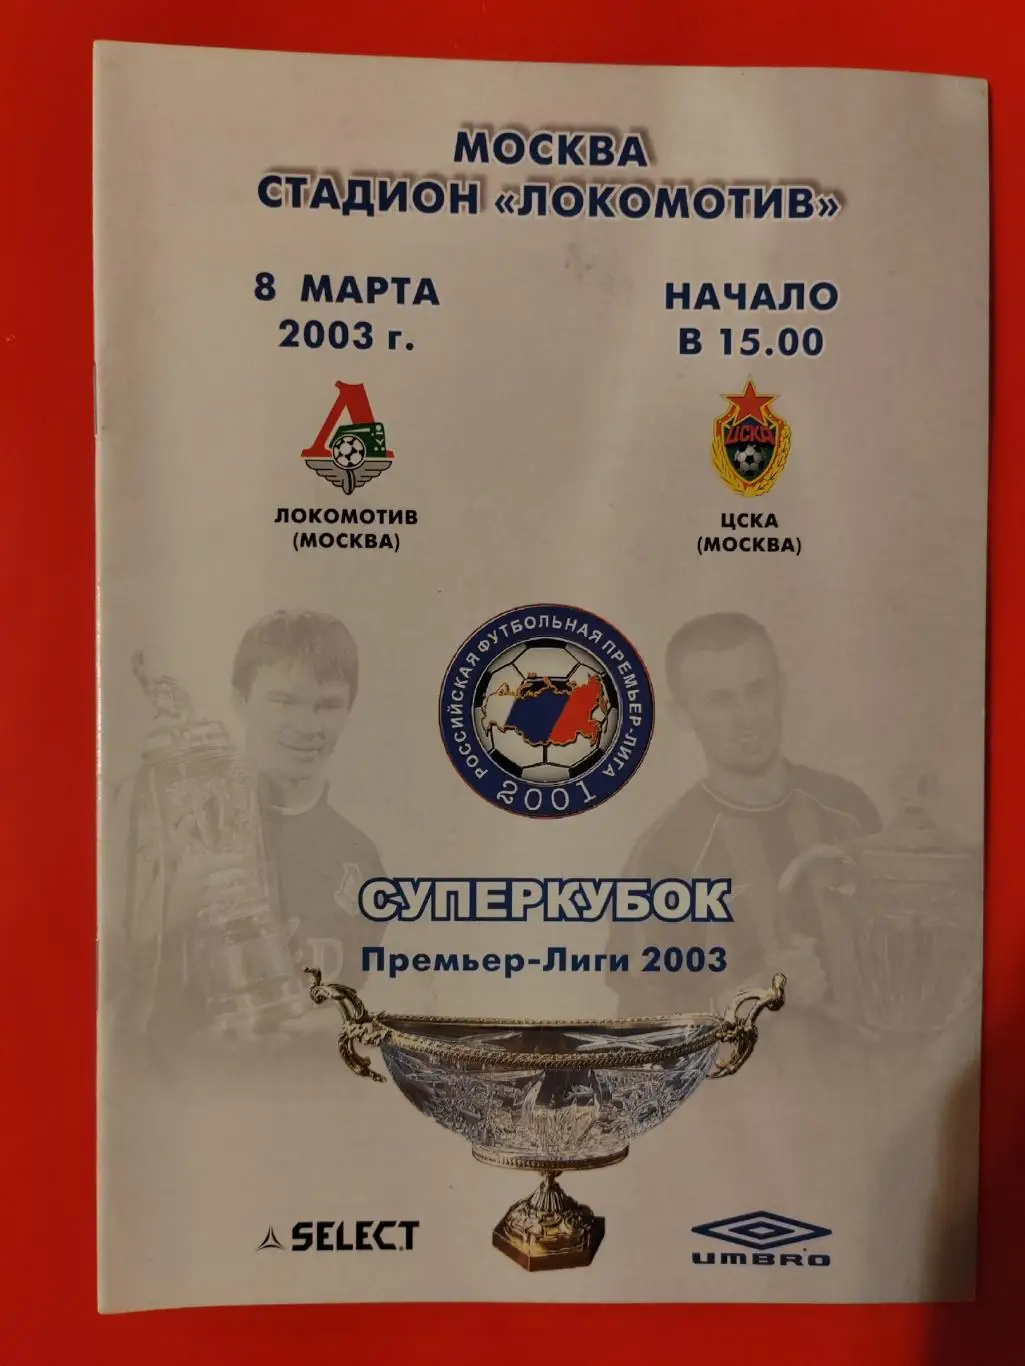 МОСКВА
СТАДИОН «ЛОКОМОТИВ»
8 МАРТА
2003 г.
НАЧАЛО
В 15.00
ЛОКОМОТИВ
(МОСКВА)
ЦСКА
ЦСКА
(МОСКВА)
РОССИЙСКАЯ ФУТБОЛЬНАЯ ПРЕМЬЕР-ЛИГА
2001
СУПЕРКУБОК
Премьер-Лиги 2003
SELECT
UMBRO